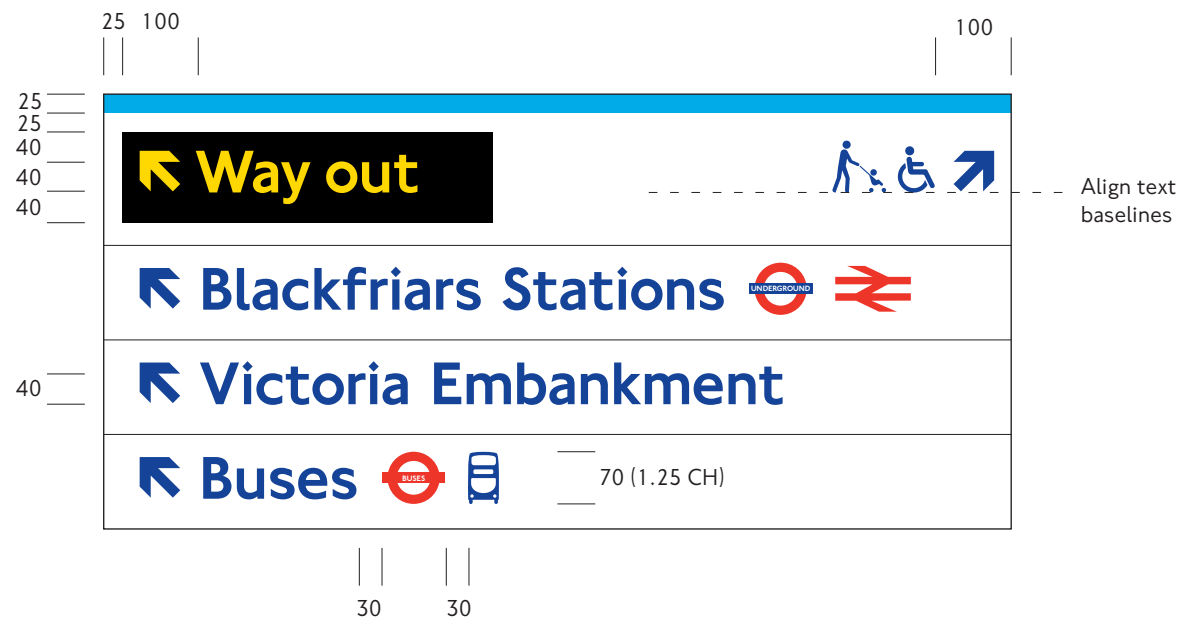 25 100
100
25
25
40
40
40
Way out
Align text
baselines
Blackfriars Stations UNDERGROUND
40
Victoria Embankment
Buses BUSES
70 (1.25 CH)
30 30